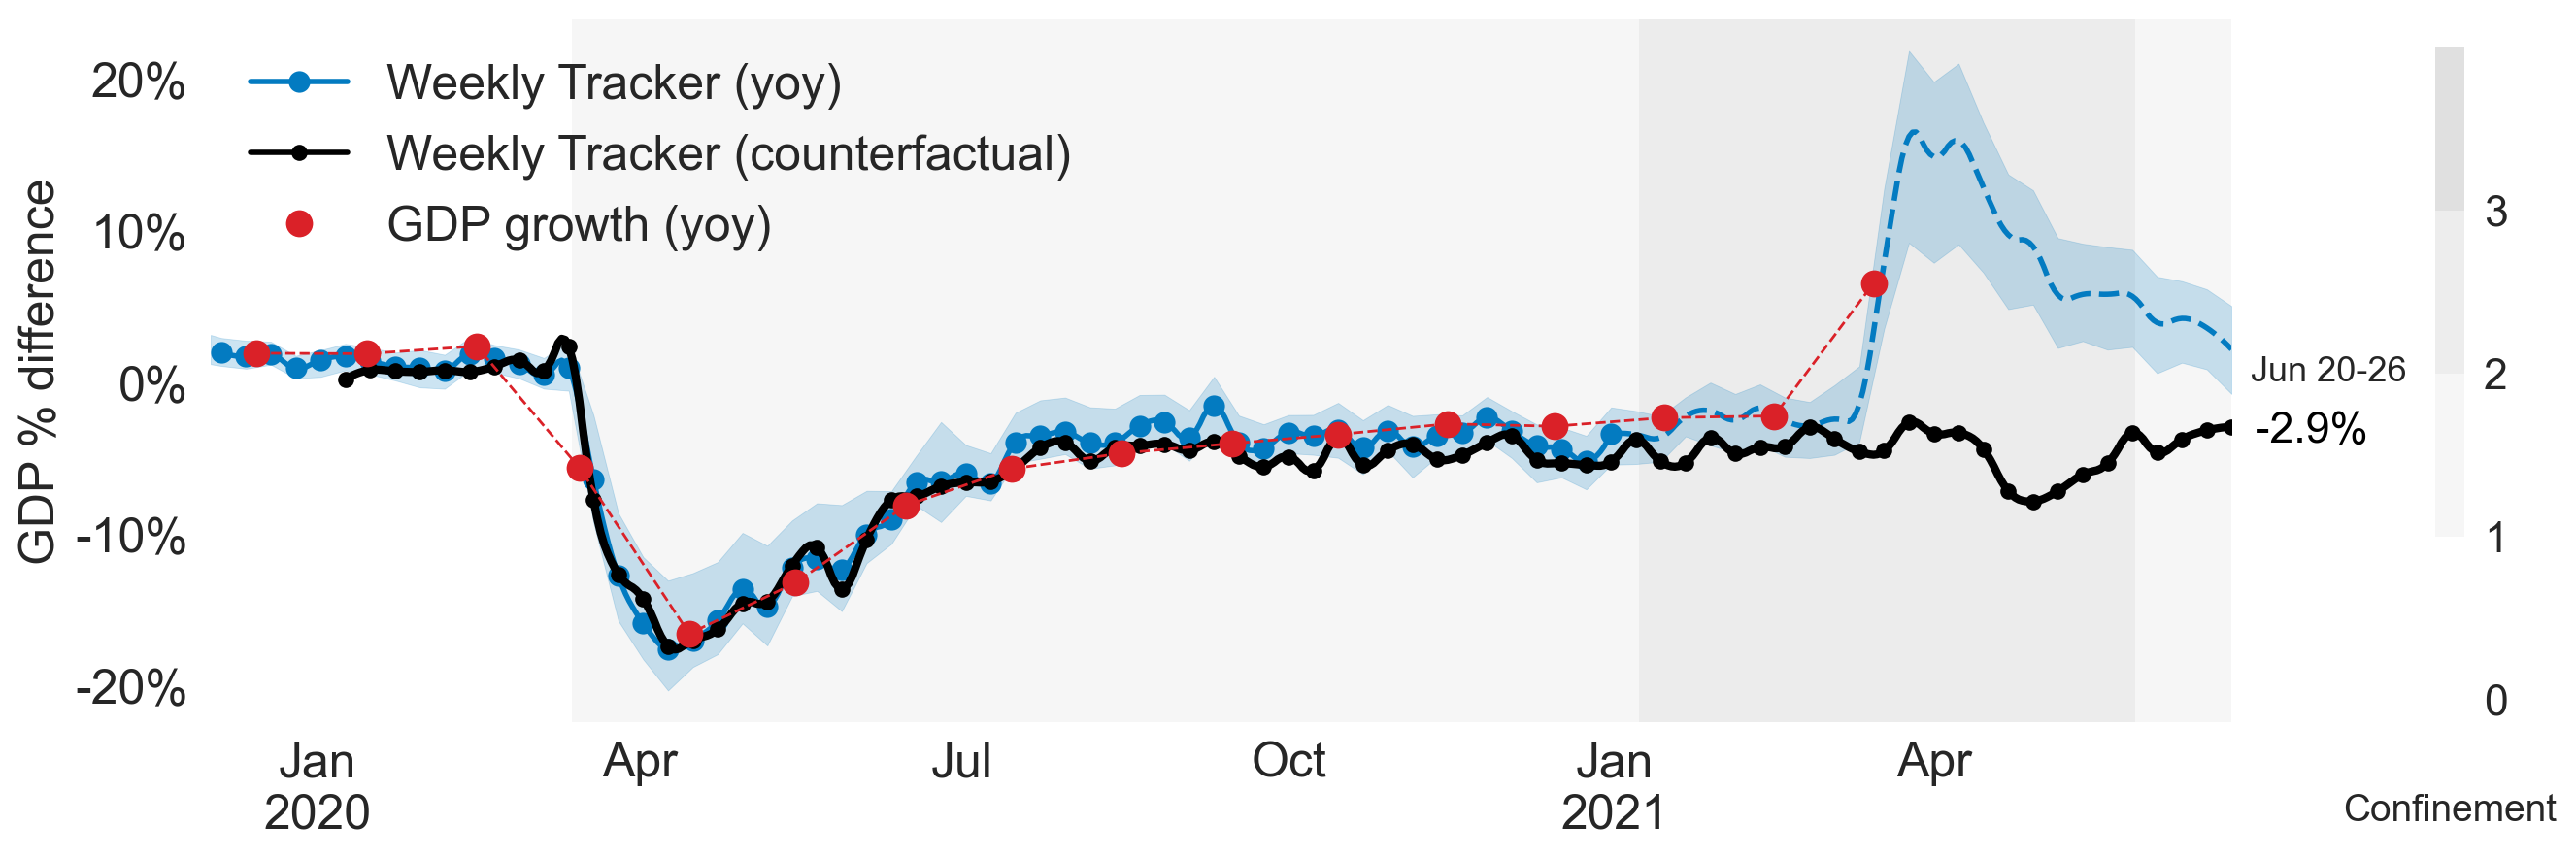 GDP % difference
20%
10%
0%
-10%
-20%
Weekly Tracker (yoy)
Weekly Tracker (counterfactual)
GDP growth (yoy)
Jan
2020
Apr
Jul
Oct
Jan
2021
Apr
Jun 20-26
-2.9%
3
2
1
0
Confinement